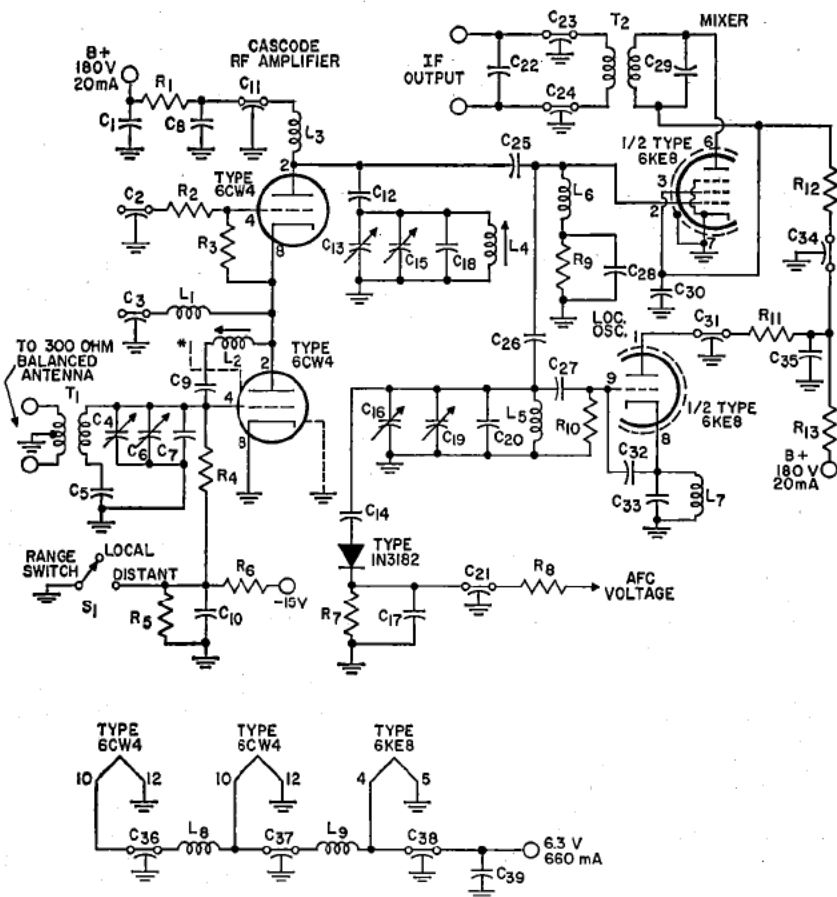 C23
T2
MIXER
CASCODE
RF AMPLIFIER
B+
180V
20mA
R1
C11
IF
OUTPUT
C22
C29
C24
C1
C8
L3
C25
1/2 TYPE
6KE8
6
3
2
7
2
TYPE
6CW4
C2
R2
4
R3
8
C12
C13
C15
C18
L4
L6
R9
C28
C30
R12
C34
C3
L1
LOC.
OSC.
1
C31
R11
C35
TO 300 OHM
BALANCED
ANTENNA
*
L2
C9
2
TYPE
6CW4
4
8
C26
C27
9
1/2 TYPE
6KE8
8
R13
B+
180V
20mA
T1
C4
C6
C7
C5
R4
C16
C19
C20
L5
R10
C32
C33
L7
C14
RANGE
SWITCH
LOCAL
DISTANT
S1
R6
-15V
R5
C10
TYPE
IN3182
C21
R8
AFC
VOLTAGE
R7
C17
TYPE
6CW4
TYPE
6CW4
TYPE
6KE8
10
12
10
12
4
5
C36
L8
C37
L9
C38
C39
6.3 V
660 mA